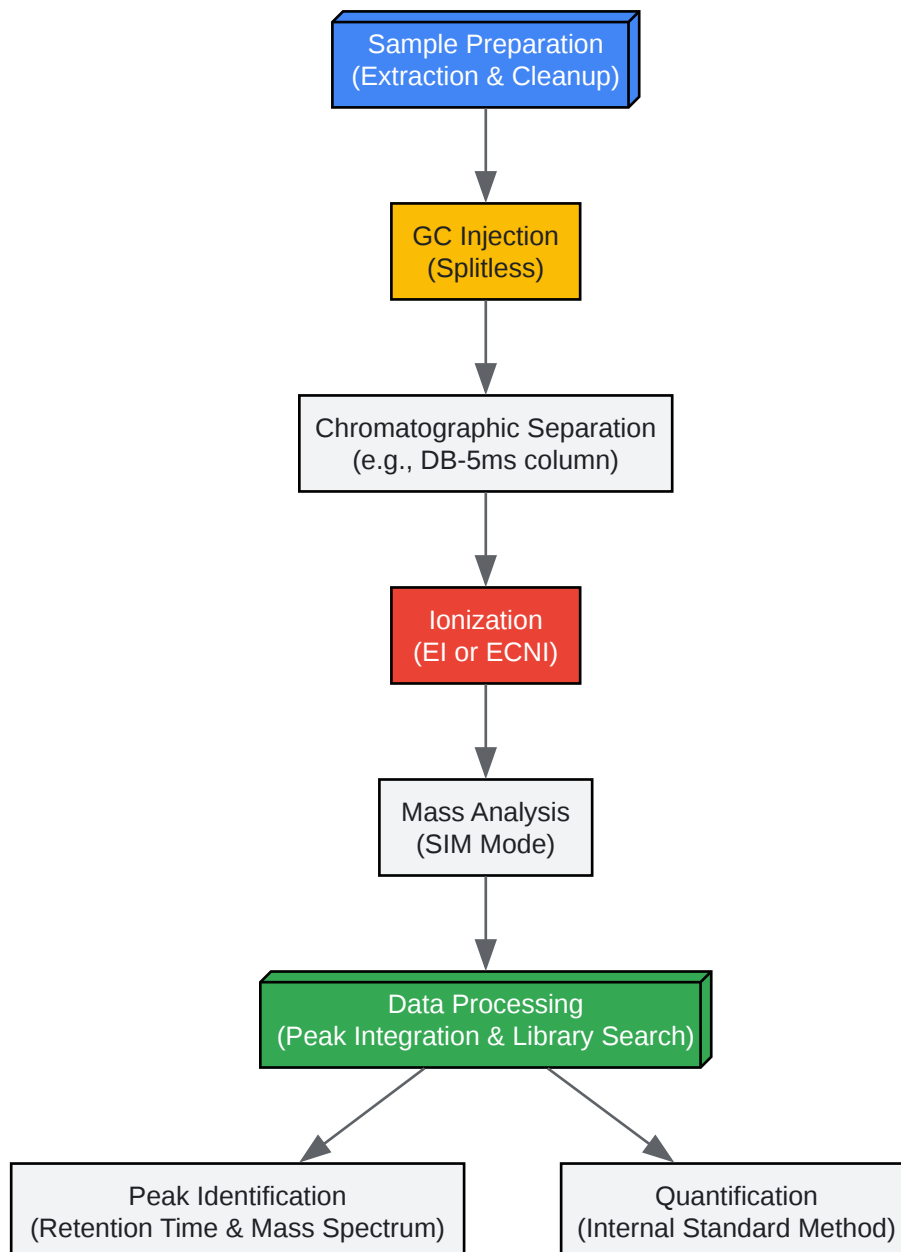 Sample Preparation
(Extraction & Cleanup)
GC Injection
(Splitless)
Chromatographic Separation
(e.g., DB-5ms column)
Ionization
(EI or ECNI)
Mass Analysis
(SIM Mode)
Data Processing
(Peak Integration & Library Search)
Peak Identification
(Retention Time & Mass Spectrum)
Quantification
(Internal Standard Method)